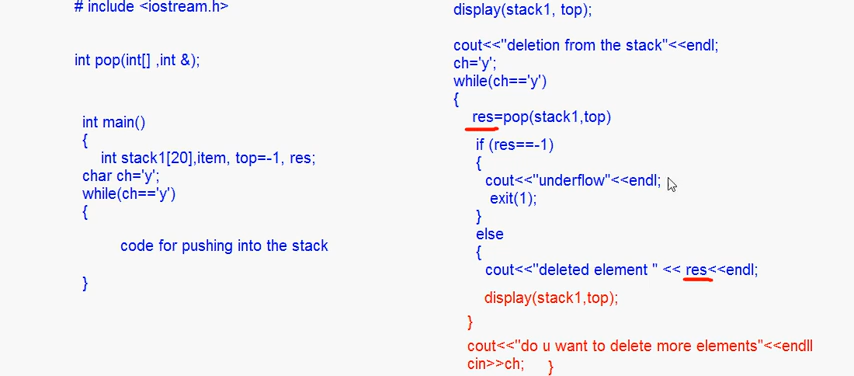 # include <iostream.h>
int pop(int[] ,int &);
int main()
{
int stack1[20],item, top=-1, res;
char ch='y';
while(ch=='y')
{
code for pushing into the stack
}
display(stack1, top);
cout<<"deletion from the stack"<<endl;
ch='y';
while(ch=='y')
{
res=pop(stack1,top)
if (res==-1)
{
cout<<"underflow"<<endl;
exit(1);
}
else
{
cout<<"deleted element " << res<<endl;
display(stack1,top);
}
cout<<"do u want to delete more elements"<<endll
cin>>ch; }